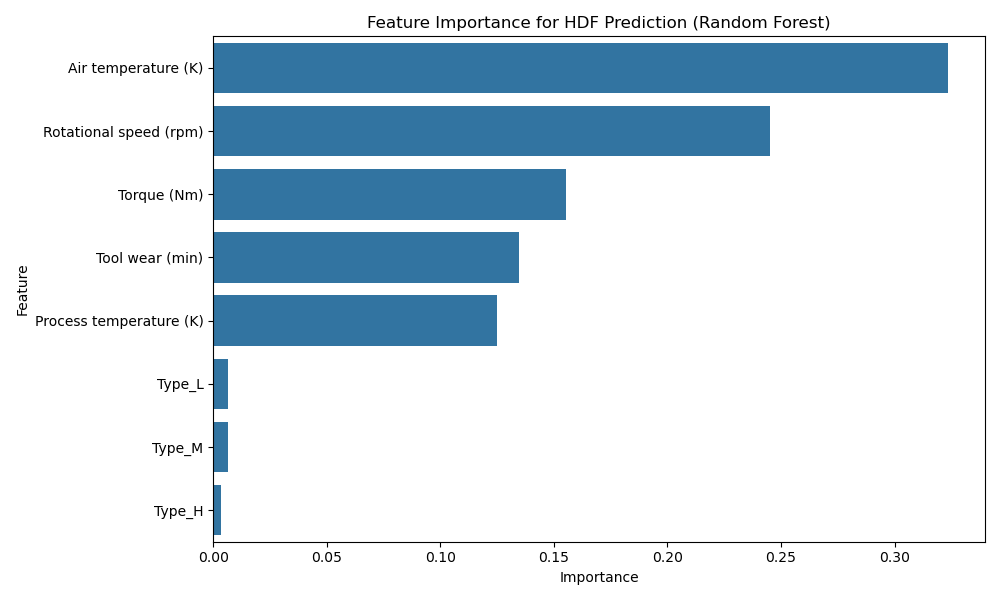 Feature Importance for HDF Prediction (Random Forest)
Feature
Air temperature (K)
Rotational speed (rpm)
Torque (Nm)
Tool wear (min)
Process temperature (K)
Type_L
Type_M
Type_H
0.00 0.05 0.10 0.15 0.20 0.25 0.30
Importance